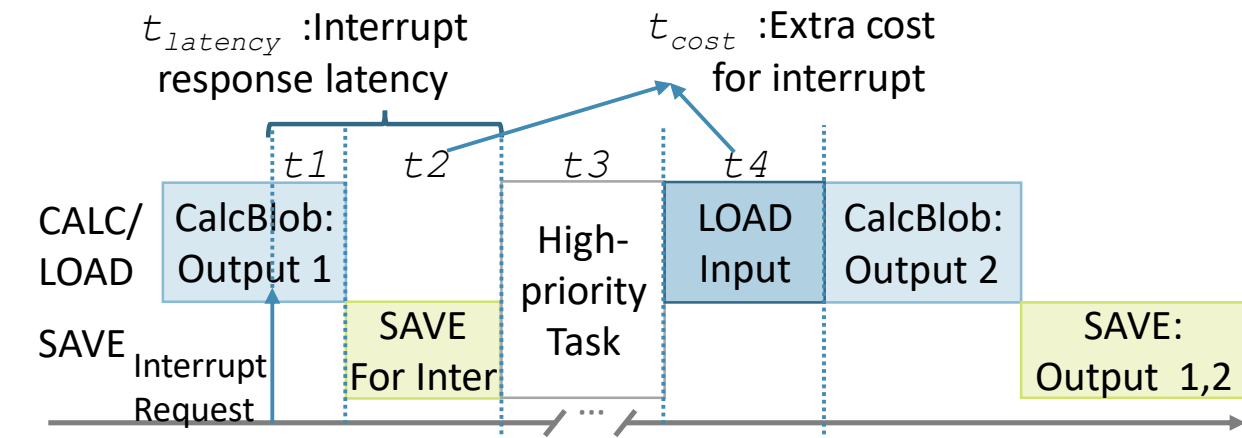 t_latency :Interrupt
response latency
t_cost :Extra cost
for interrupt
t1
t2
t3
t4
CALC/
LOAD
CalcBlob:
Output 1
High-
priority
Task
LOAD
Input
CalcBlob:
Output 2
SAVE
SAVE
For Inter
SAVE:
Output 1,2
Interrupt
Request
...